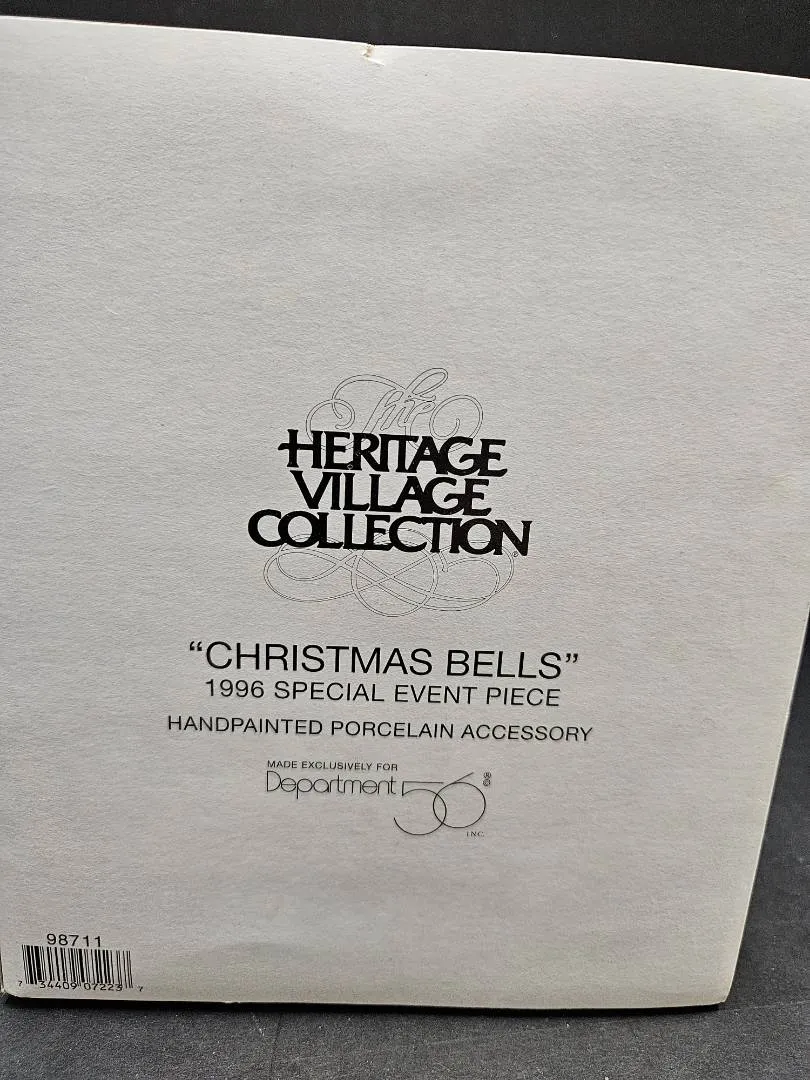 The
HERITAGE
VILLAGE
COLLECTION®
“CHRISTMAS BELLS”
1996 SPECIAL EVENT PIECE
HANDPAINTED PORCELAIN ACCESSORY
MADE EXCLUSIVELY FOR
Department 56®
INC.
98711
7 34409 07223 7